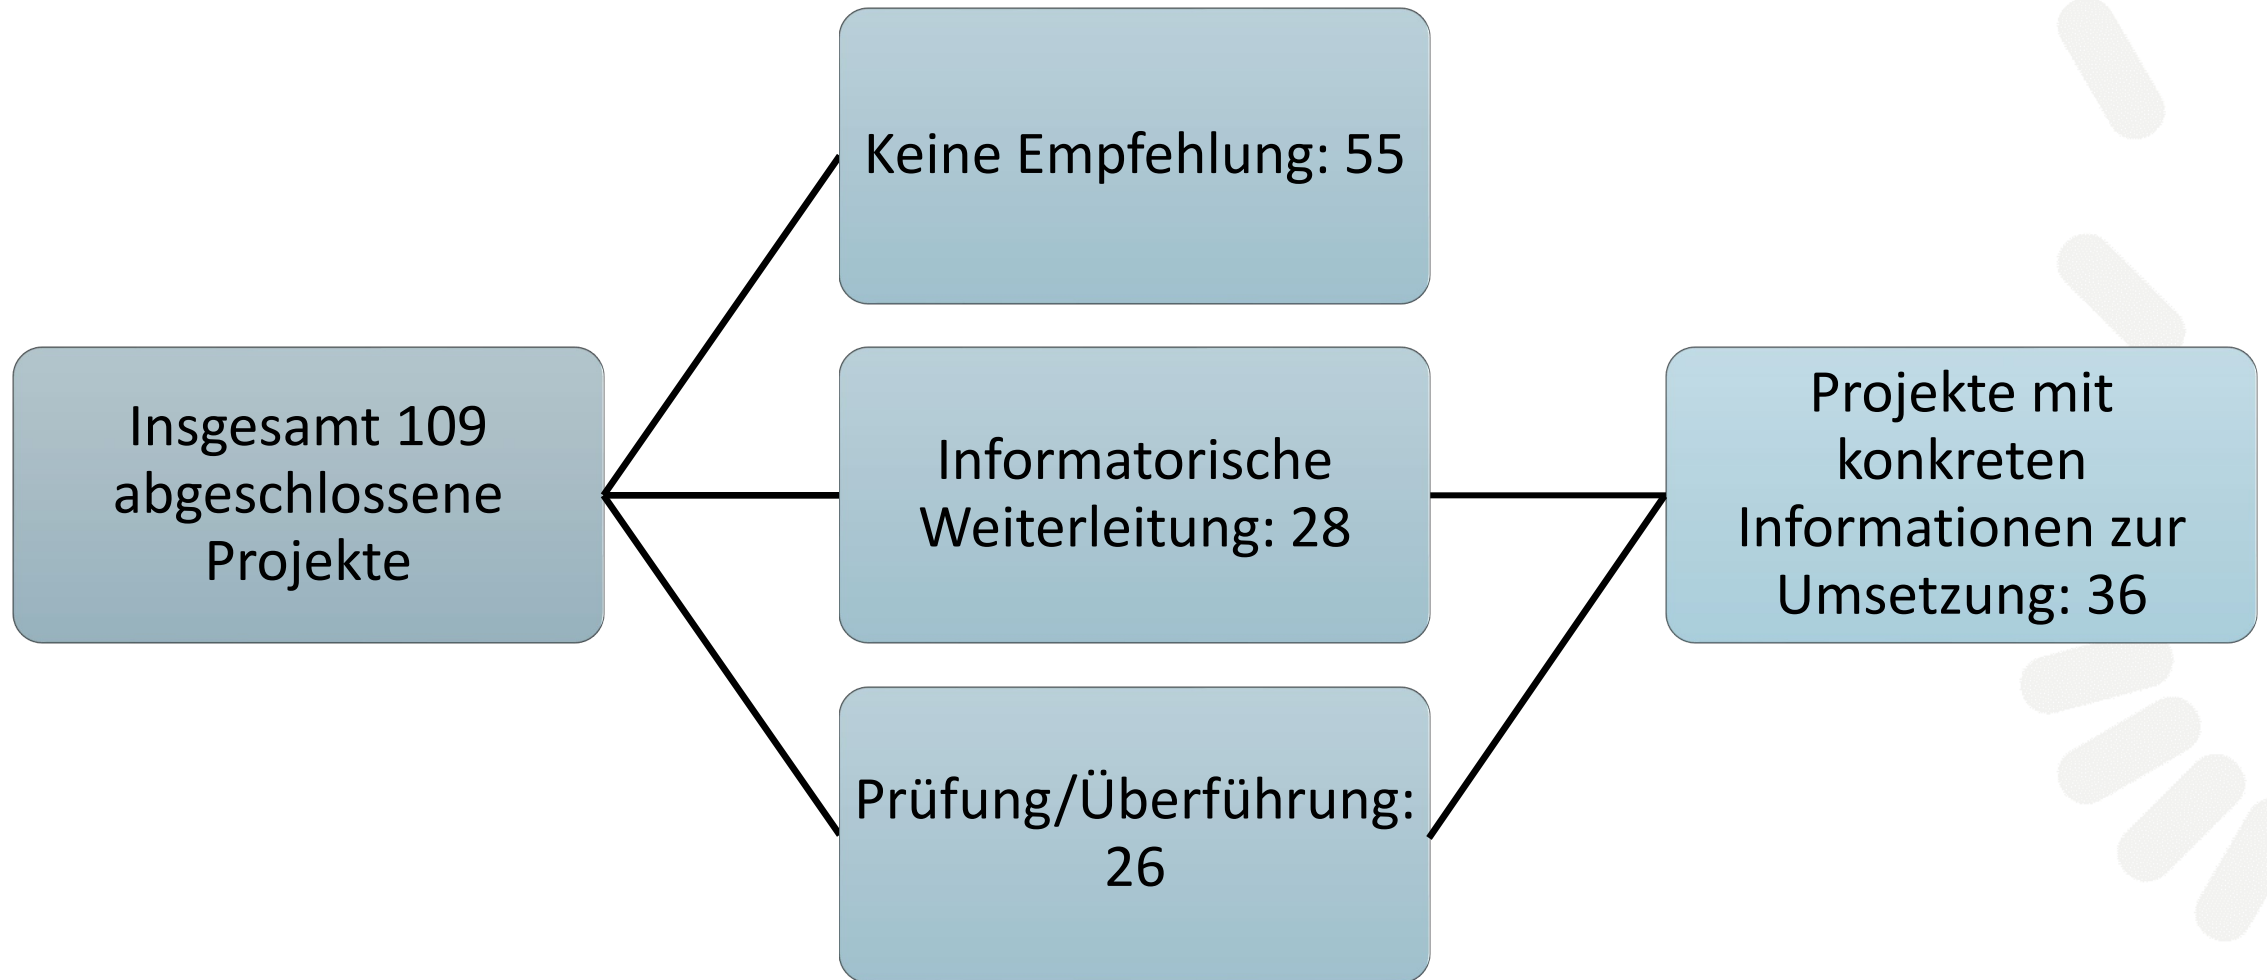 Keine Empfehlung: 55
Insgesamt 109
abgeschlossene
Projekte
Informatorische
Weiterleitung: 28
Projekte mit
konkreten
Informationen zur
Umsetzung: 36
Prüfung/Überführung:
26